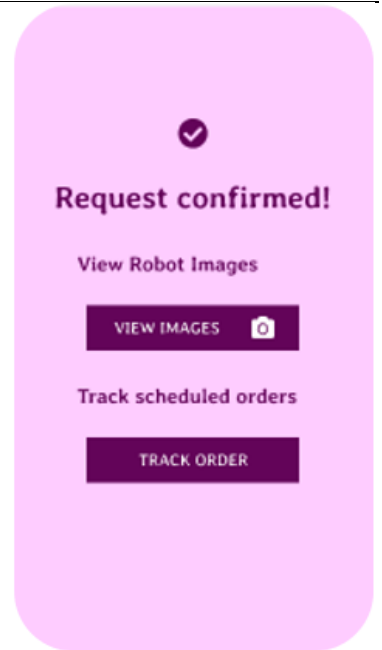 Request confirmed!
View Robot Images
VIEW IMAGES
Track scheduled orders
TRACK ORDER